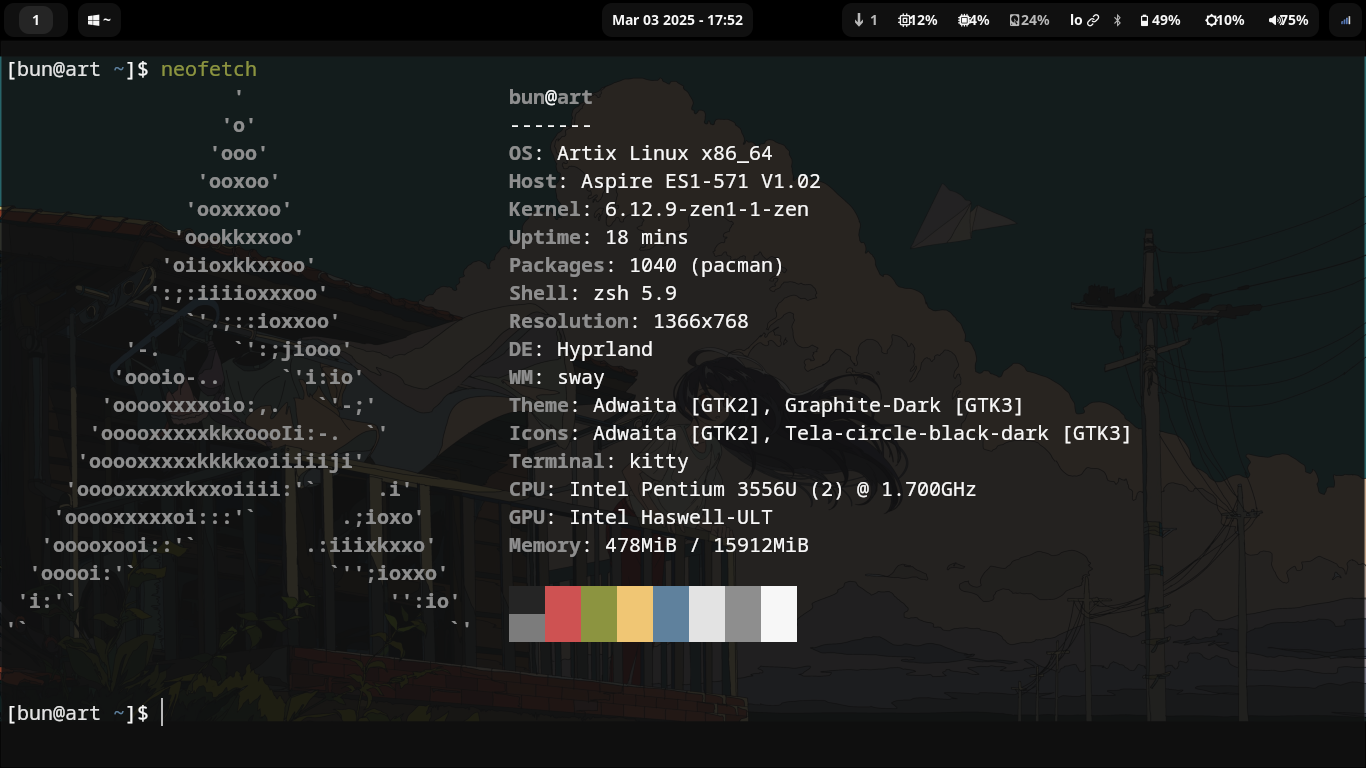 1 ~ Mar 03 2025 - 17:52 1 12% 4% 24% lo 49% 10% 75%
[bun@art ~]$ neofetch
' bun@art
'o' -------
'ooo' OS: Artix Linux x86_64
'ooxoo' Host: Aspire ES1-571 V1.02
'ooxxxoo' Kernel: 6.12.9-zen1-1-zen
'oookkxxoo' Uptime: 18 mins
'oiioxkkxxoo' Packages: 1040 (pacman)
':;:iiiioxxxoo' Shell: zsh 5.9
`'.;::ioxxoo' Resolution: 1366x768
'-. `':;jiooo' DE: Hyprland
'oooio-.. `'i:io' WM: sway
'ooooxxxxoio:,. `'-;' Theme: Adwaita [GTK2], Graphite-Dark [GTK3]
'ooooxxxxxkkxoooIi:-. `' Icons: Adwaita [GTK2], Tela-circle-black-dark [GTK3]
'ooooxxxxxkkkkxoiiiiiji' Terminal: kitty
'ooooxxxxxkxxoiiii:'` .i' CPU: Intel Pentium 3556U (2) @ 1.700GHz
'ooooxxxxxoi:::'` .;ioxo' GPU: Intel Haswell-ULT
'ooooxooi::'` .:iiixkxxo' Memory: 478MiB / 15912MiB
'ooooi:'` `'';ioxxo'
'i:'` '':io'
'` `'
[bun@art ~]$